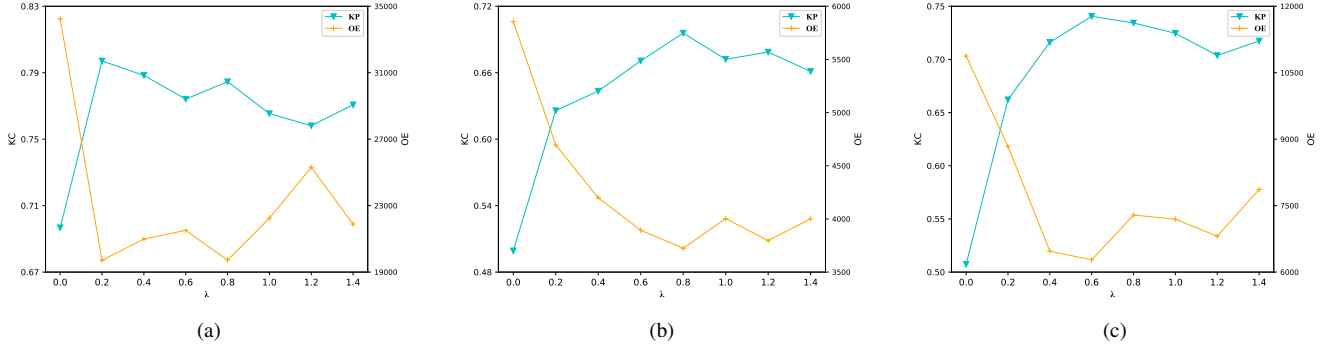 0.83
0.79
0.75
0.71
0.67
KC
35000
31000
27000
23000
19000
OE
KP
OE
0.0 0.2 0.4 0.6 0.8 1.0 1.2 1.4
λ
(a)
0.72
0.66
0.60
0.54
0.48
KC
6000
5500
5000
4500
4000
3500
OE
KP
OE
0.0 0.2 0.4 0.6 0.8 1.0 1.2 1.4
λ
(b)
0.75
0.70
0.65
0.60
0.55
0.50
KC
12000
10500
9000
7500
6000
OE
KP
OE
0.0 0.2 0.4 0.6 0.8 1.0 1.2 1.4
λ
(c)